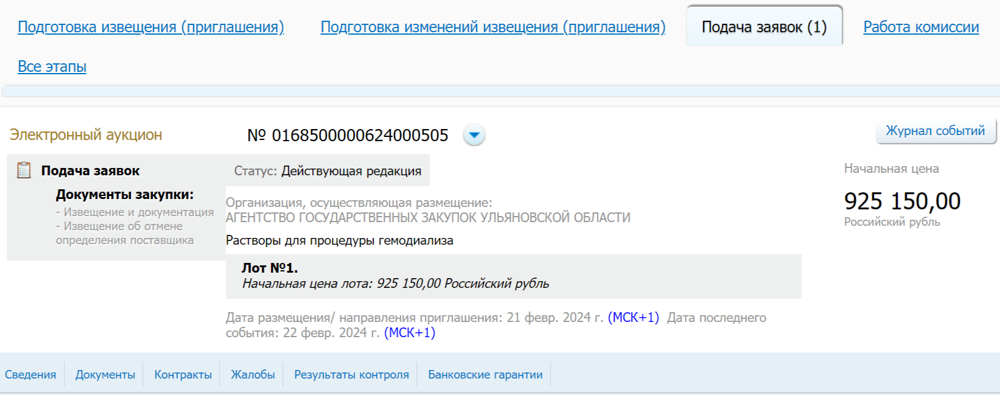 Подготовка извещения (приглашения) Подготовка изменений извещения (приглашения) Подача заявок (1) Работа комиссии
Все этапы
Электронный аукцион № 0168500000624000505 Журнал событий
Подача заявок Статус: Действующая редакция
Документы закупки:
- Извещение и документация
- Извещение об отмене
определения поставщика
Организация, осуществляющая размещение:
АГЕНТСТВО ГОСУДАРСТВЕННЫХ ЗАКУПОК УЛЬЯНОВСКОЙ ОБЛАСТИ
Растворы для процедуры гемодиализа
Лот №1.
Начальная цена лота: 925 150,00 Российский рубль
Дата размещения/ направления приглашения: 21 февр. 2024 г. (МСК+1) Дата последнего
события: 22 февр. 2024 г. (МСК+1)
Начальная цена
925 150,00
Российский рубль
Сведения Документы Контракты Жалобы Результаты контроля Банковские гарантии